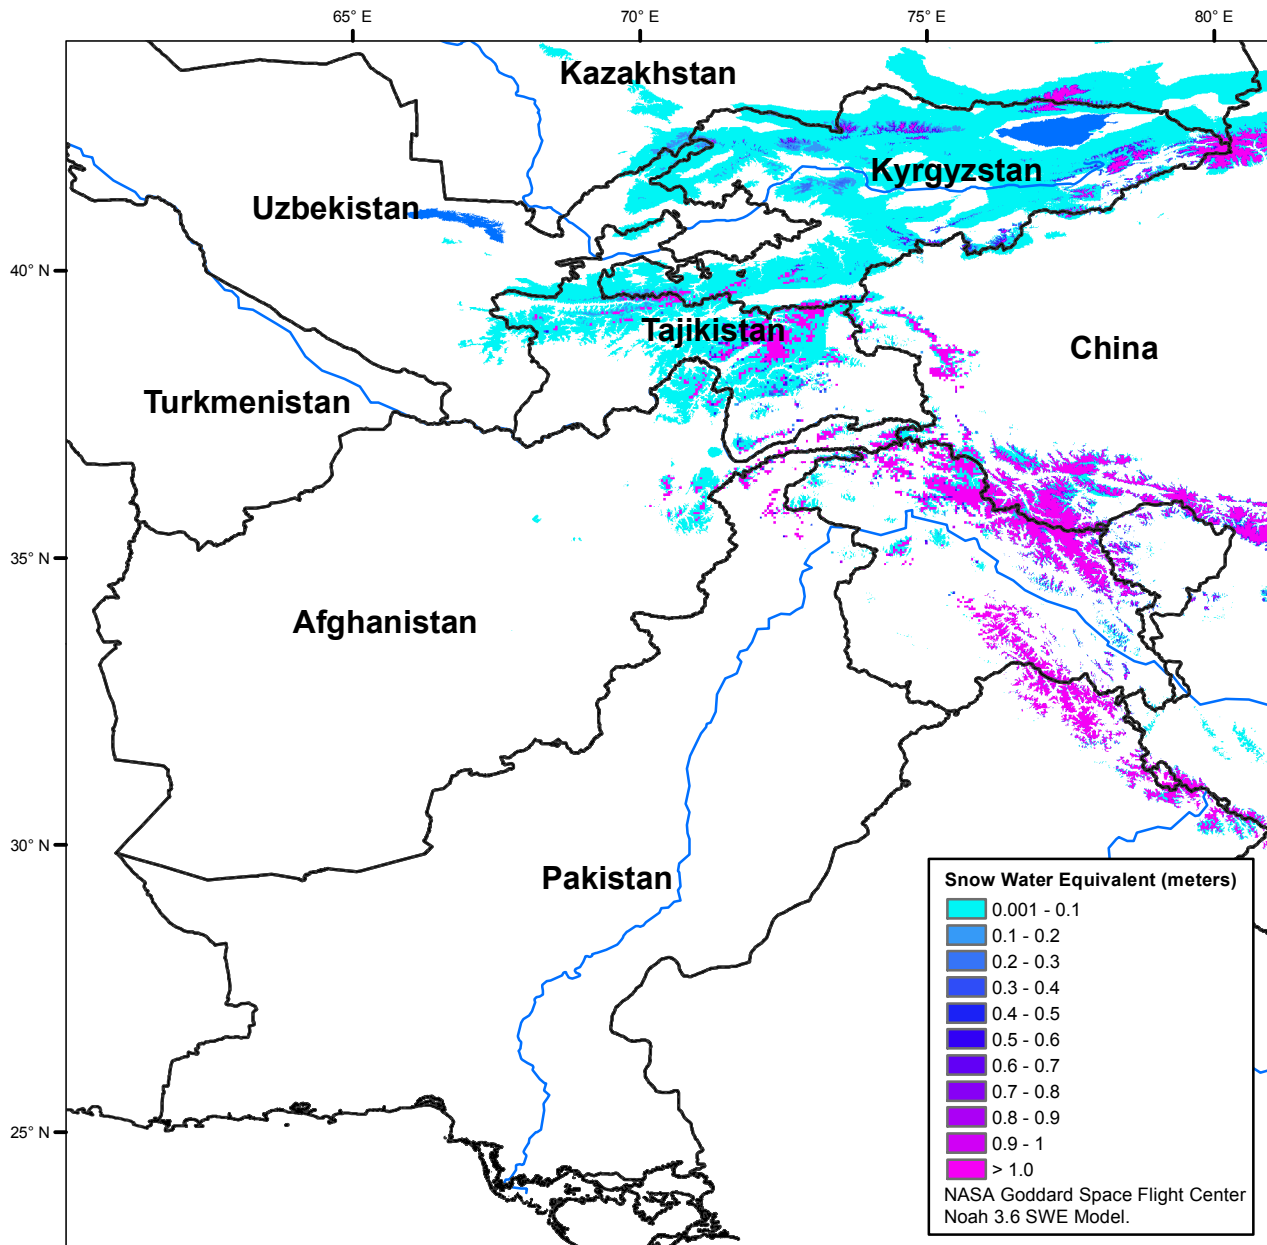 65° E
70° E
75° E
80° E
Kazakhstan
Kyrgyzstan
Uzbekistan
40° N
Tajikistan
China
Turkmenistan
35° N
Afghanistan
30° N
Pakistan
25° N
Snow Water Equivalent (meters)
0.001 - 0.1
0.1 - 0.2
0.2 - 0.3
0.3 - 0.4
0.4 - 0.5
0.5 - 0.6
0.6 - 0.7
0.7 - 0.8
0.8 - 0.9
0.9 - 1
> 1.0
NASA Goddard Space Flight Center
Noah 3.6 SWE Model.